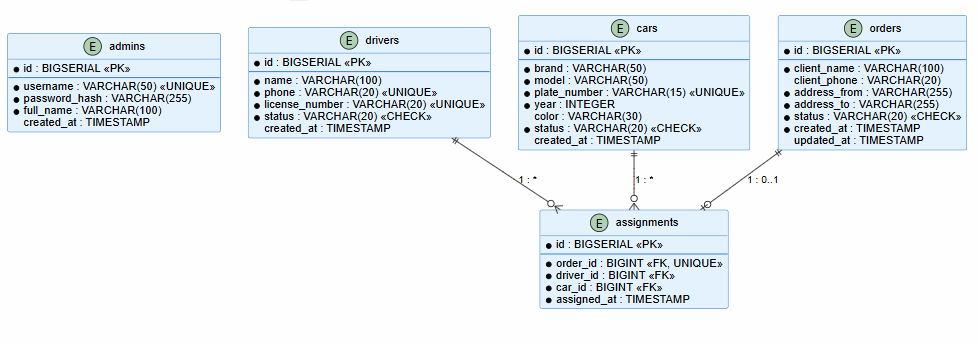 E admins
● id : BIGSERIAL «PK»
● username : VARCHAR(50) «UNIQUE»
● password_hash : VARCHAR(255)
● full_name : VARCHAR(100)
created_at : TIMESTAMP
E drivers
● id : BIGSERIAL «PK»
● name : VARCHAR(100)
● phone : VARCHAR(20) «UNIQUE»
● license_number : VARCHAR(20) «UNIQUE»
● status : VARCHAR(20) «CHECK»
created_at : TIMESTAMP
E cars
● id : BIGSERIAL «PK»
● brand : VARCHAR(50)
● model : VARCHAR(50)
● plate_number : VARCHAR(15) «UNIQUE»
● year : INTEGER
color : VARCHAR(30)
● status : VARCHAR(20) «CHECK»
created_at : TIMESTAMP
E orders
● id : BIGSERIAL «PK»
● client_name : VARCHAR(100)
client_phone : VARCHAR(20)
● address_from : VARCHAR(255)
● address_to : VARCHAR(255)
● status : VARCHAR(20) «CHECK»
● created_at : TIMESTAMP
updated_at : TIMESTAMP
1 : *
1 : *
1 : 0..1
E assignments
● id : BIGSERIAL «PK»
● order_id : BIGINT «FK, UNIQUE»
● driver_id : BIGINT «FK»
● car_id : BIGINT «FK»
● assigned_at : TIMESTAMP